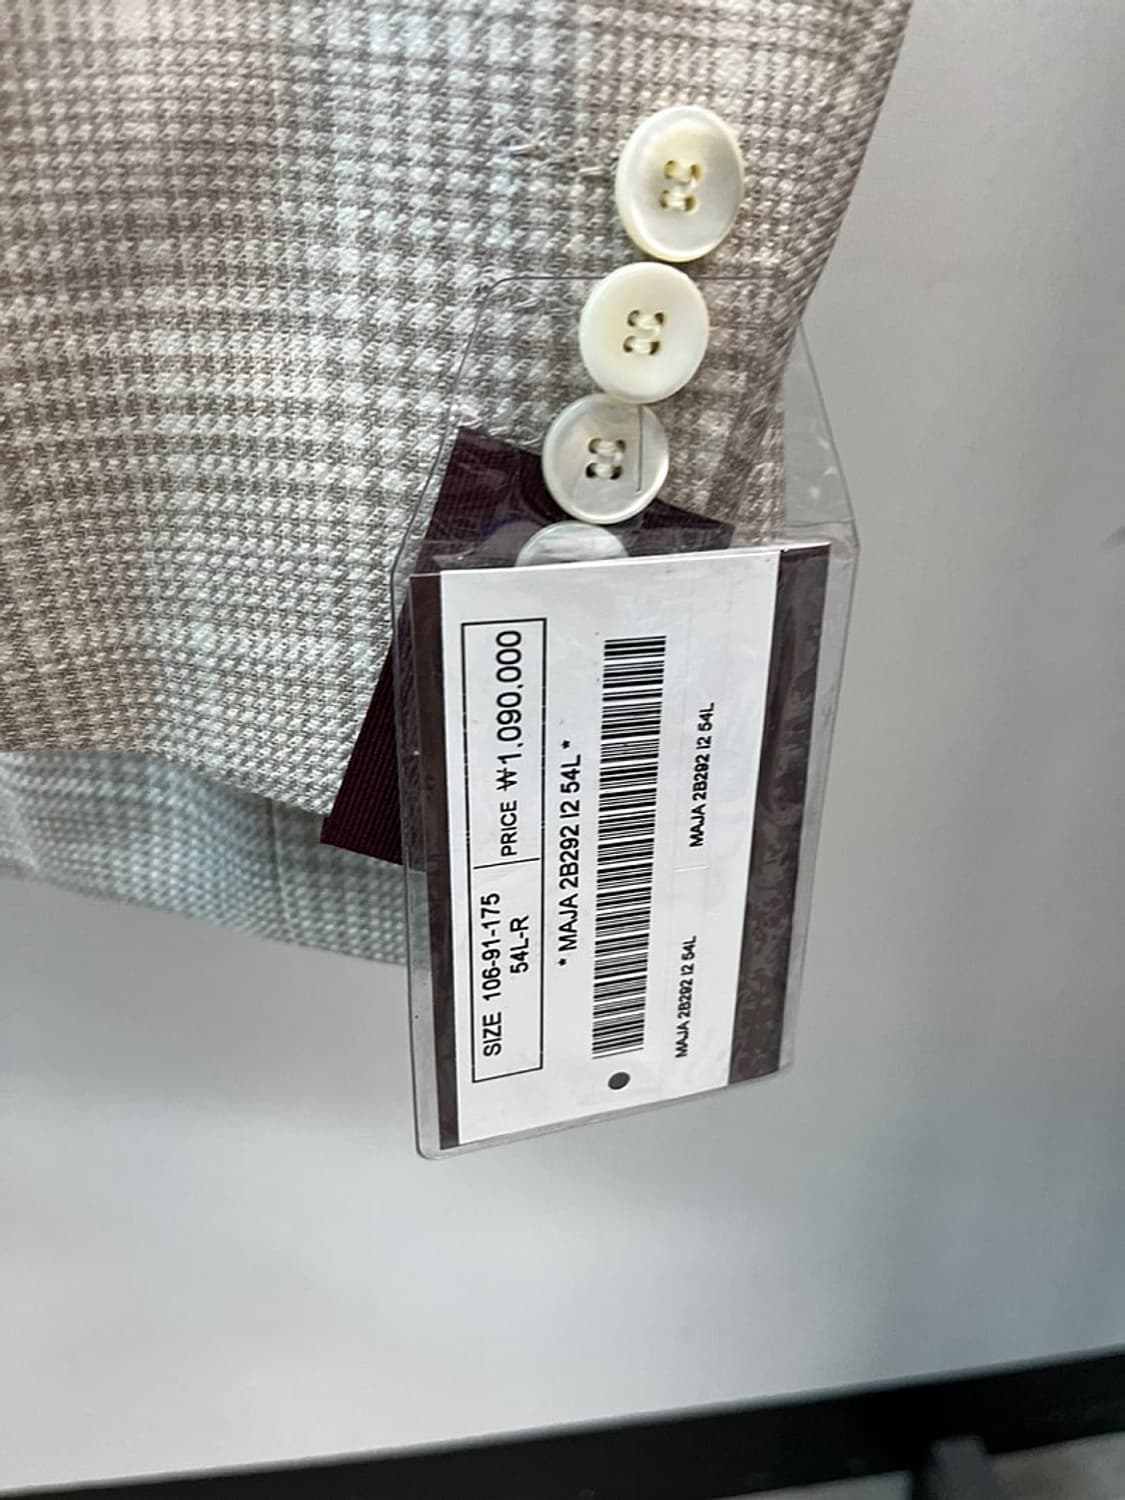 SIZE 106-91-175
54L-R
PRICE ₩1,090,000
* MAJA 2B292 I2 54L *
MAJA 2B292 I2 54L
MAJA 2B292 I2 54L